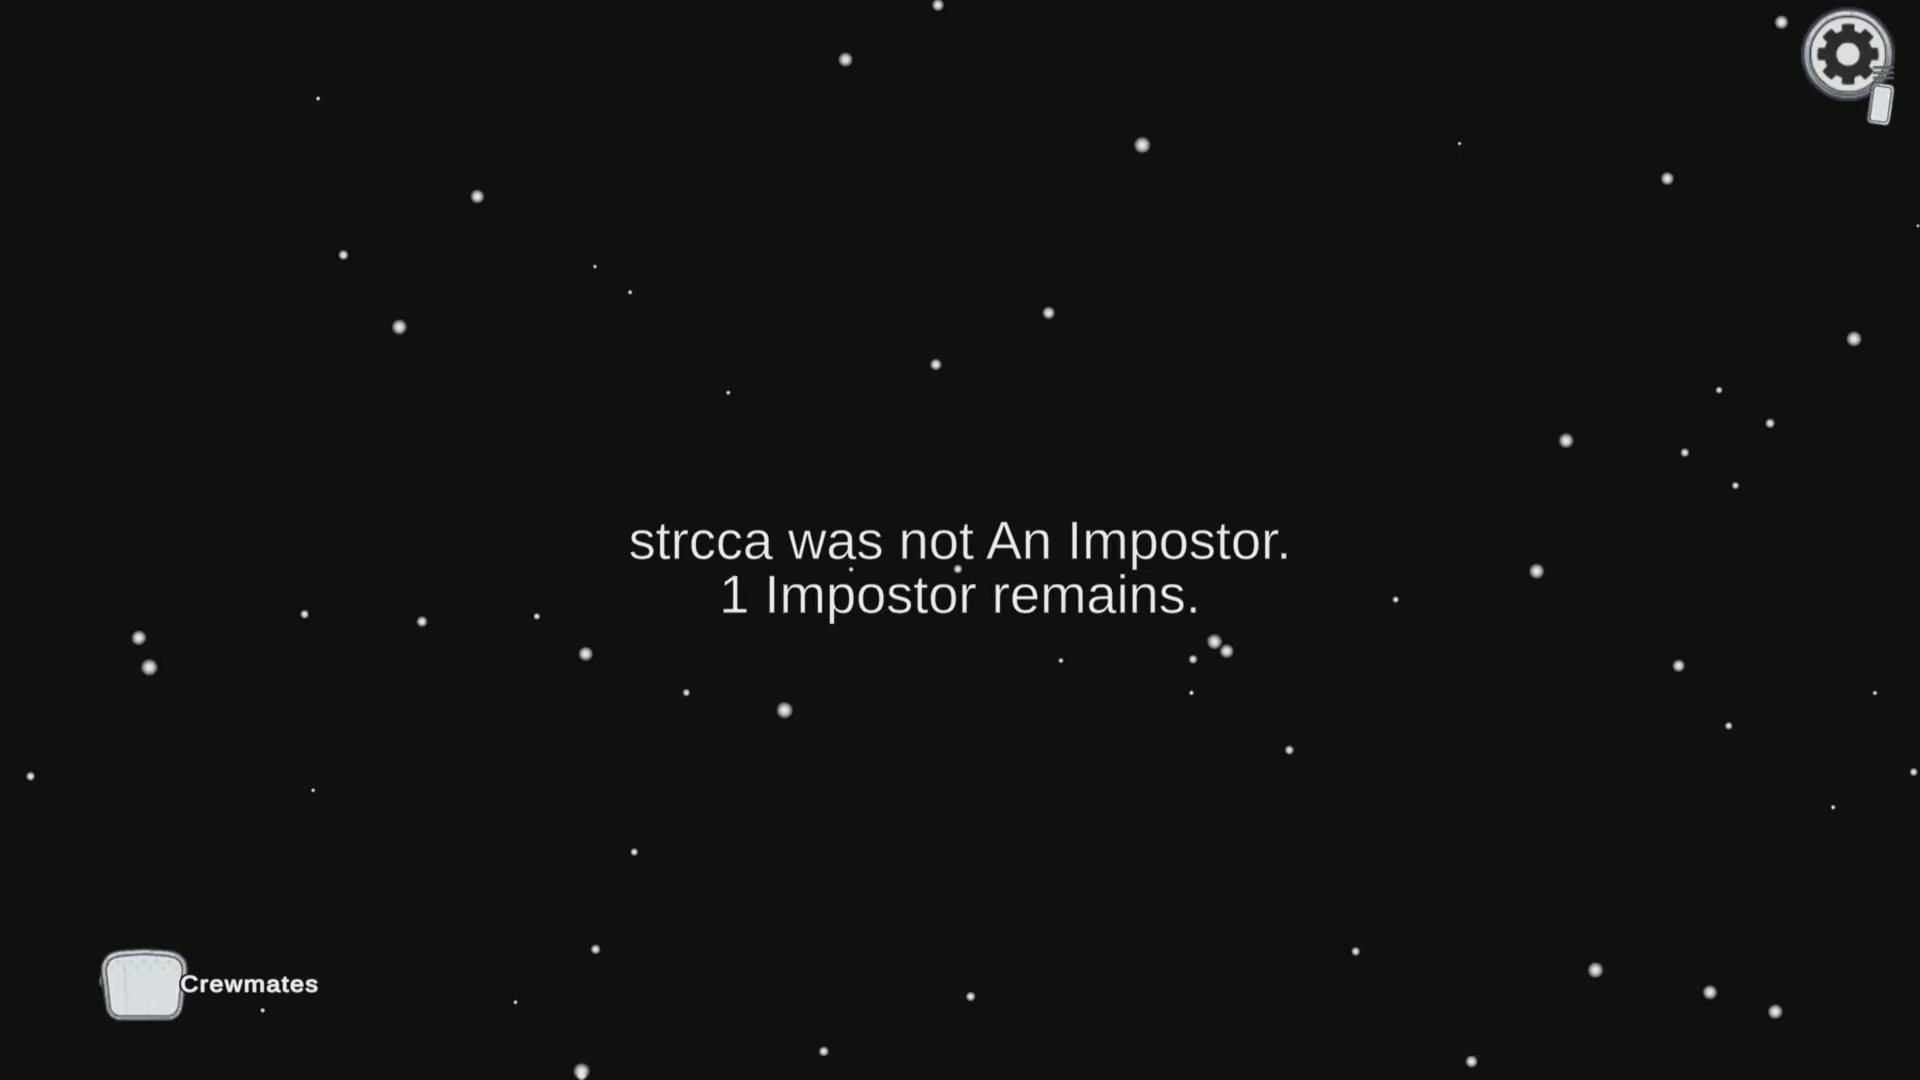 strcca was not An Impostor.
1 Impostor remains.
Crewmates